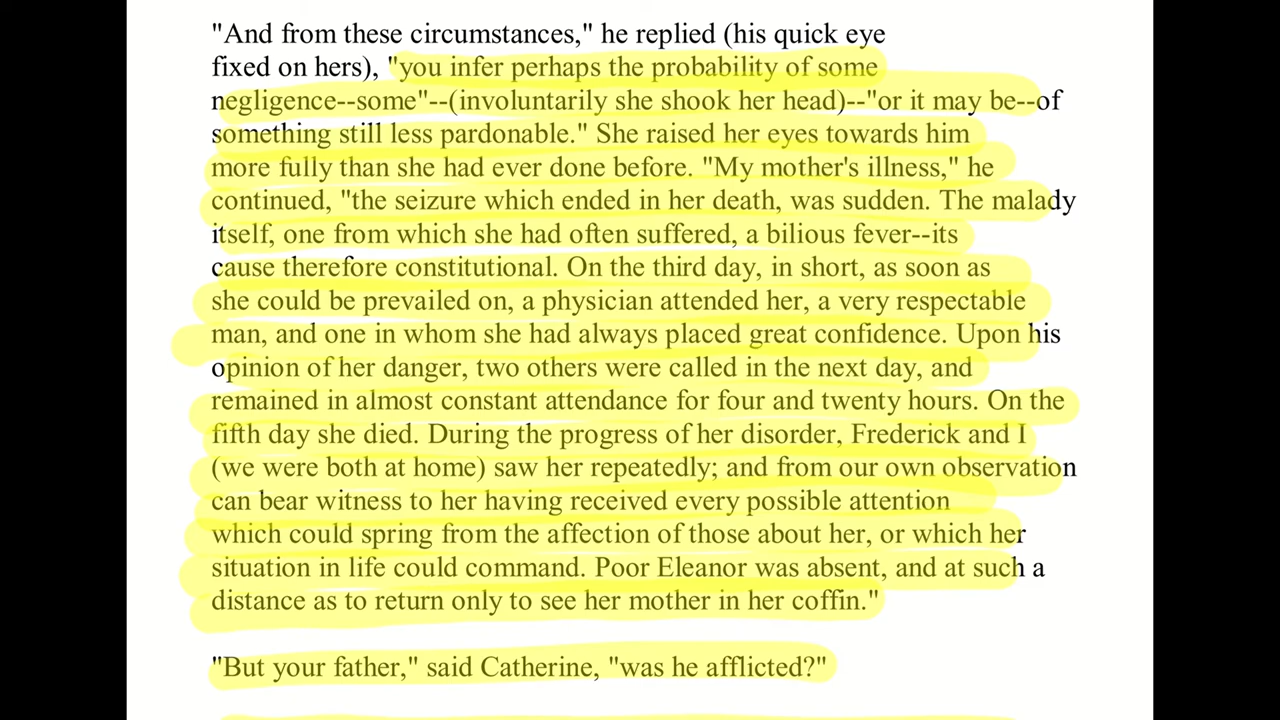 "And from these circumstances," he replied (his quick eye
fixed on hers), "you infer perhaps the probability of some
negligence--some"--(involuntarily she shook her head)--"or it may be--of
something still less pardonable." She raised her eyes towards him
more fully than she had ever done before. "My mother's illness," he
continued, "the seizure which ended in her death, was sudden. The malady
itself, one from which she had often suffered, a bilious fever--its
cause therefore constitutional. On the third day, in short, as soon as
she could be prevailed on, a physician attended her, a very respectable
man, and one in whom she had always placed great confidence. Upon his
opinion of her danger, two others were called in the next day, and
remained in almost constant attendance for four and twenty hours. On the
fifth day she died. During the progress of her disorder, Frederick and I
(we were both at home) saw her repeatedly; and from our own observation
can bear witness to her having received every possible attention
which could spring from the affection of those about her, or which her
situation in life could command. Poor Eleanor was absent, and at such a
distance as to return only to see her mother in her coffin."
"But your father," said Catherine, "was he afflicted?"